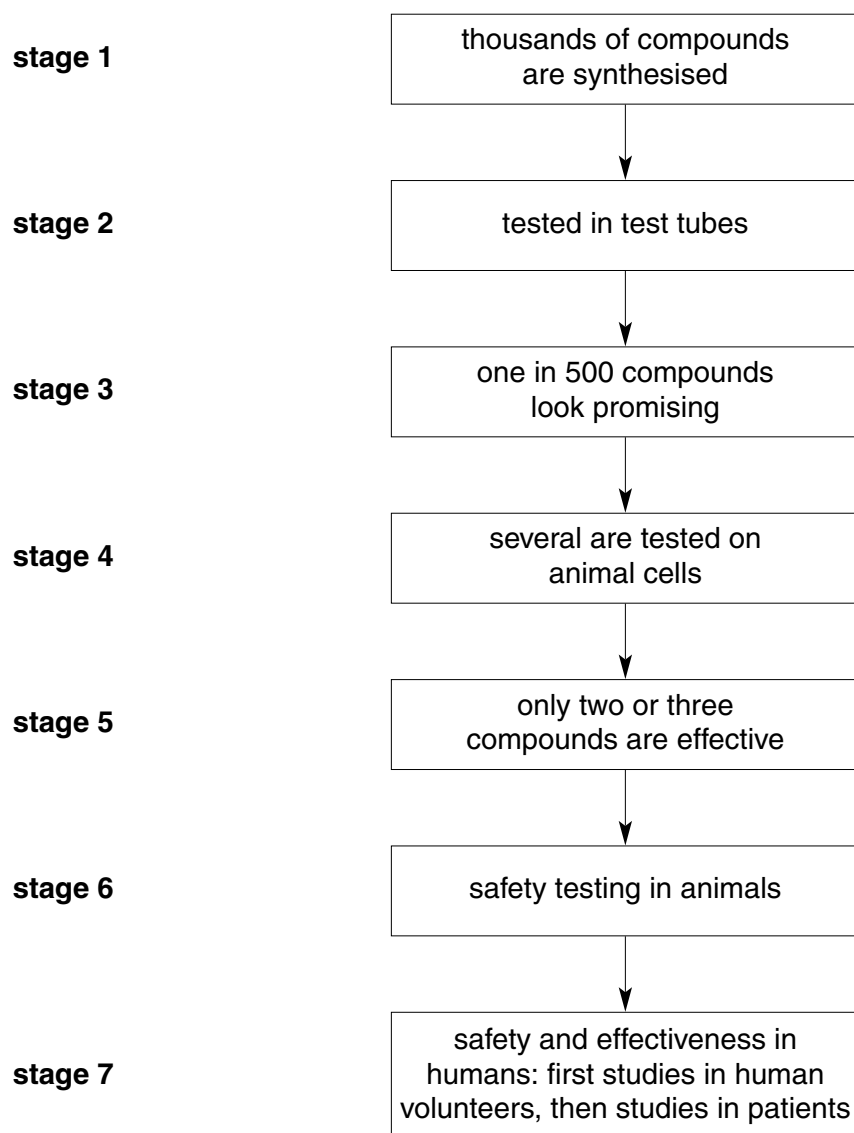 stage 1
thousands of compounds
are synthesised
stage 2
tested in test tubes
stage 3
one in 500 compounds
look promising
stage 4
several are tested on
animal cells
stage 5
only two or three
compounds are effective
stage 6
safety testing in animals
stage 7
safety and effectiveness in
humans: first studies in human
volunteers, then studies in patients